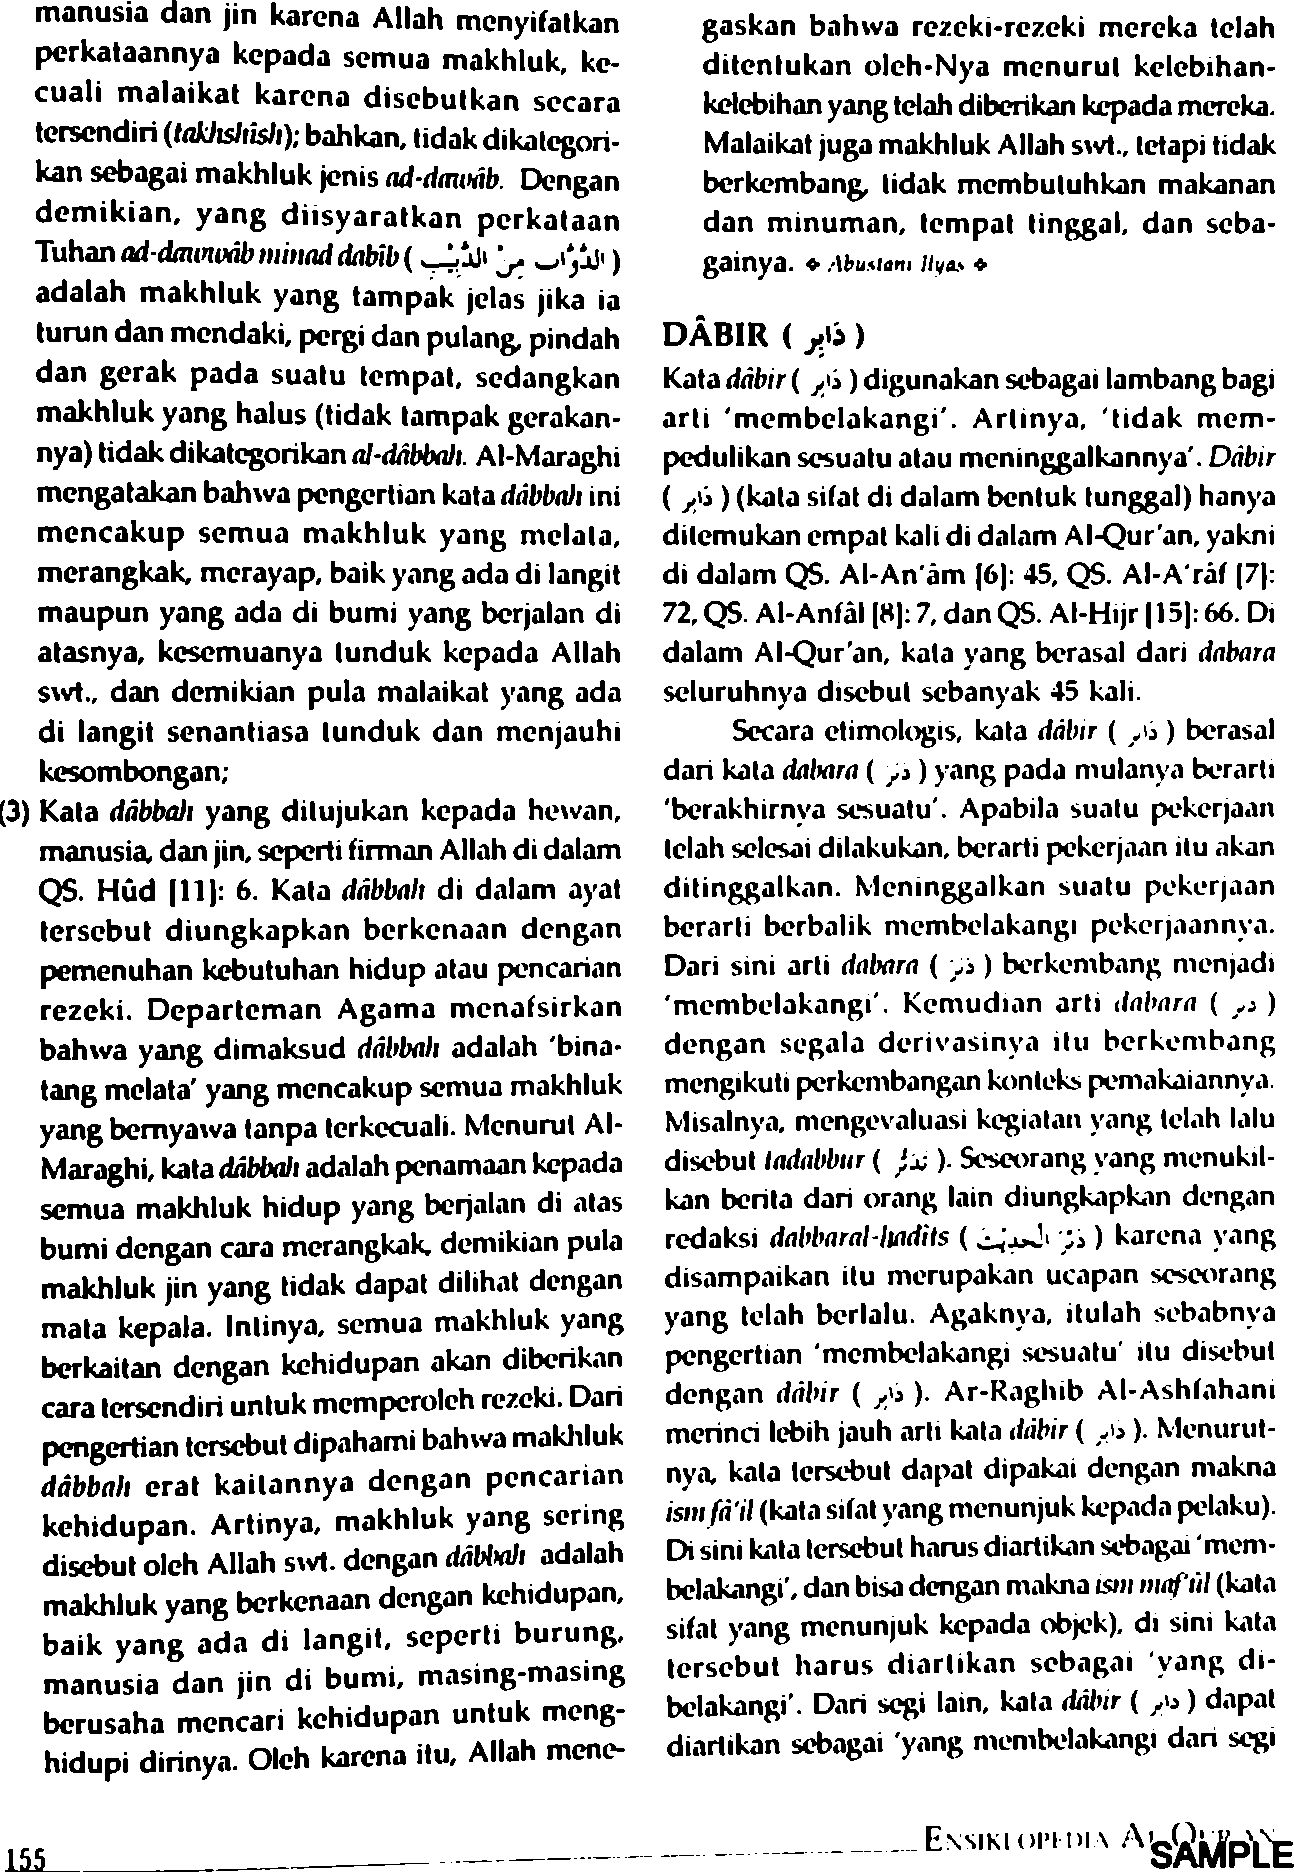 manusia dan jin karena Allah menyifatkan
perkataannya kepada semua makhluk, ke-
cuali malaikat karena disebutkan secara
tersendiri (takhshîsh); bahkan, tidak dikategori-
kan sebagai makhluk jenis ad-dawâb. Dengan
demikian, yang diisyaratkan perkataan
Tuhan ad-dawwâb minad dabîb ( الدَّوَّاب مِنَ الدَّبِيْبِ )
adalah makhluk yang tampak jelas jika ia
turun dan mendaki, pergi dan pulang, pindah
dan gerak pada suatu tempat, sedangkan
makhluk yang halus (tidak tampak gerakan-
nya) tidak dikategorikan al-dâbbah. Al-Maraghi
mengatakan bahwa pengertian kata dâbbah ini
mencakup semua makhluk yang melata,
merangkak, merayap, baik yang ada di langit
maupun yang ada di bumi yang berjalan di
atasnya, kesemuanya tunduk kepada Allah
swt., dan demikian pula malaikat yang ada
di langit senantiasa tunduk dan menjauhi
kesombongan;
(3) Kata dâbbah yang ditujukan kepada hewan,
manusia, dan jin, seperti firman Allah di dalam
QS. Hûd [11]: 6. Kata dâbbah di dalam ayat
tersebut diungkapkan berkenaan dengan
pemenuhan kebutuhan hidup atau pencarian
rezeki. Departeman Agama menafsirkan
bahwa yang dimaksud dâbbah adalah 'bina-
tang melata' yang mencakup semua makhluk
yang bernyawa tanpa terkecuali. Menurut Al-
Maraghi, kata dâbbah adalah penamaan kepada
semua makhluk hidup yang berjalan di atas
bumi dengan cara merangkak, demikian pula
makhluk jin yang tidak dapat dilihat dengan
mata kepala. Intinya, semua makhluk yang
berkaitan dengan kehidupan akan diberikan
cara tersendiri untuk memperoleh rezeki. Dari
pengertian tersebut dipahami bahwa makhluk
dâbbah erat kaitannya dengan pencarian
kehidupan. Artinya, makhluk yang sering
disebut oleh Allah swt. dengan dâbbah adalah
makhluk yang berkenaan dengan kehidupan,
baik yang ada di langit, seperti burung,
manusia dan jin di bumi, masing-masing
berusaha mencari kehidupan untuk meng-
hidupi dirinya. Oleh karena itu, Allah mene-
gaskan bahwa rezeki-rezeki mereka telah
ditentukan oleh-Nya menurut kelebihan-
kelebihan yang telah diberikan kepada mereka.
Malaikat juga makhluk Allah swt., tetapi tidak
berkembang, tidak membutuhkan makanan
dan minuman, tempat tinggal, dan seba-
gainya. Abustani Ilyas
DÂBIR ( دَابِر )
Kata dâbir ( دَابِر ) digunakan sebagai lambang bagi
arti 'membelakangi'. Artinya, 'tidak mem-
pedulikan sesuatu atau meninggalkannya'. Dâbir
( دَابِر ) (kata sifat di dalam bentuk tunggal) hanya
ditemukan empat kali di dalam Al-Qur'an, yakni
di dalam QS. Al-An'âm [6]: 45, QS. Al-A'râf [7]:
72, QS. Al-Anfâl [8]: 7, dan QS. Al-Hijr [15]: 66. Di
dalam Al-Qur'an, kata yang berasal dari dabara
seluruhnya disebut sebanyak 45 kali.
Secara etimologis, kata dâbir ( دَابِر ) berasal
dari kata dabara ( دَبَرَ ) yang pada mulanya berarti
'berakhirnya sesuatu'. Apabila suatu pekerjaan
telah selesai dilakukan, berarti pekerjaan itu akan
ditinggalkan. Meninggalkan suatu pekerjaan
berarti berbalik membelakangi pekerjaannya.
Dari sini arti dabara ( دَبَرَ ) berkembang menjadi
'membelakangi'. Kemudian arti dabara ( دبر )
dengan segala derivasinya itu berkembang
mengikuti perkembangan konteks pemakaiannya.
Misalnya, mengevaluasi kegiatan yang telah lalu
disebut tadabbur ( تَدَبُّر ). Seseorang yang menukil-
kan berita dari orang lain diungkapkan dengan
redaksi dabbaral-hadîts ( دَبَّرَ الْحَدِيْثَ ) karena yang
disampaikan itu merupakan ucapan seseorang
yang telah berlalu. Agaknya, itulah sebabnya
pengertian 'membelakangi sesuatu' itu disebut
dengan dâbir ( دَابِر ). Ar-Raghib Al-Ashfahani
merinci lebih jauh arti kata dâbir ( دَابِر ). Menurut-
nya, kata tersebut dapat dipakai dengan makna
ism fâ'il (kata sifat yang menunjuk kepada pelaku).
Di sini kata tersebut harus diartikan sebagai 'mem-
belakangi', dan bisa dengan makna ism maf'ûl (kata
sifat yang menunjuk kepada objek), di sini kata
tersebut harus diartikan sebagai 'yang di-
belakangi'. Dari segi lain, kata dâbir ( دَابِر ) dapat
diartikan sebagai 'yang membelakangi dari segi
155 ENSIKLOPEDIA AL-QUR'AN
SAMPLE